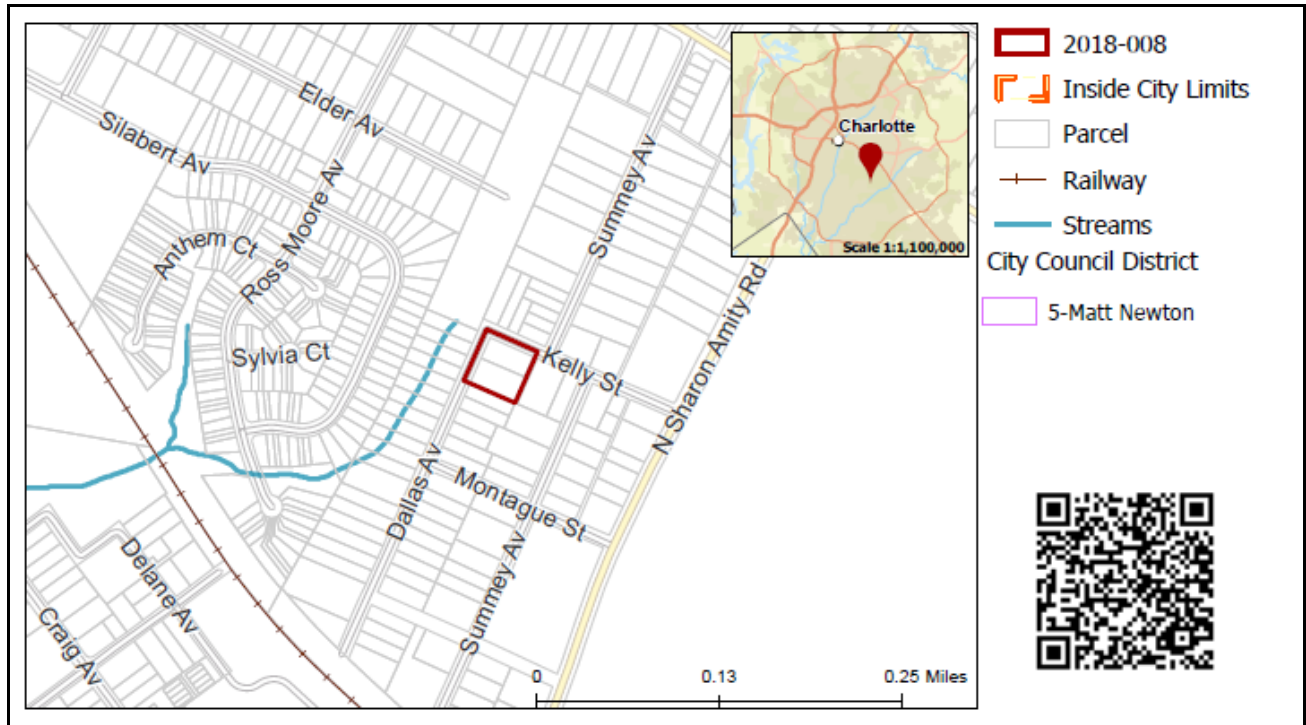 Elder Av
Silabert Av
Ross Moore Av
Anthem Ct
Sylvia Ct
Summey Av
Kelly St
N Sharon Amity Rd
Dallas Av
Montague St
Summey Av
Delane Av
Craig Av
0 0.13 0.25 Miles
Charlotte
Scale 1:1,100,000
2018-008
Inside City Limits
Parcel
Railway
Streams
City Council District
5-Matt Newton